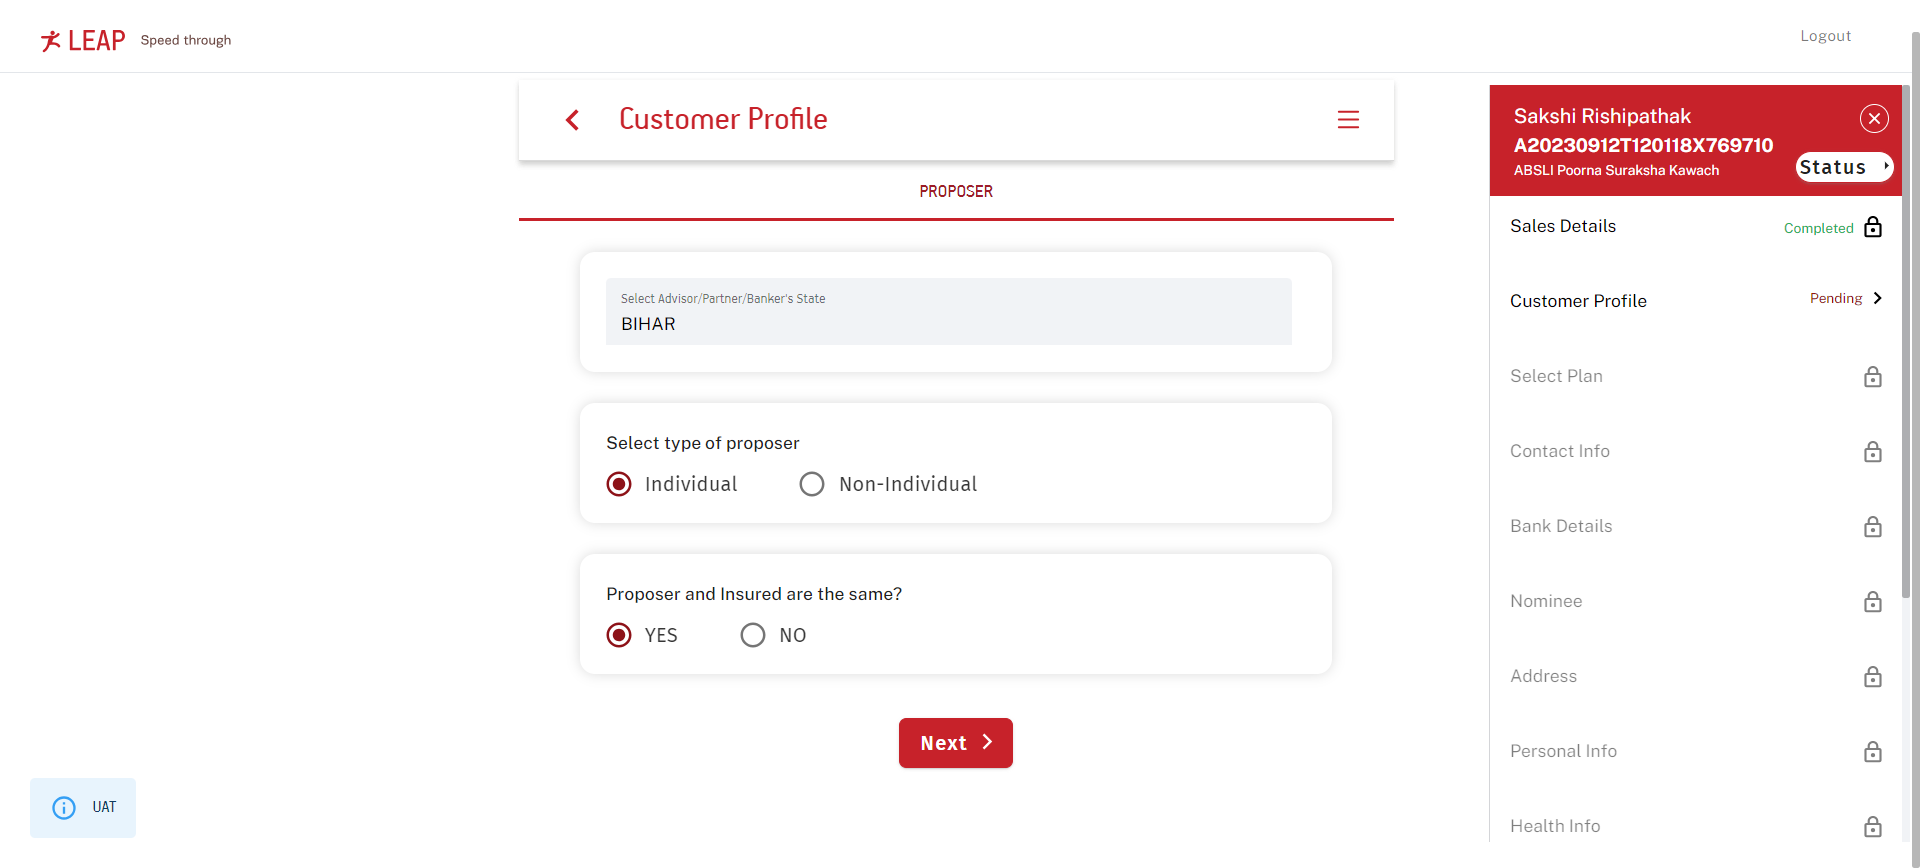 LEAP Speed through
Logout
Customer Profile
PROPOSER
Select Advisor/Partner/Banker's State
BIHAR
Select type of proposer
Individual Non-Individual
Proposer and Insured are the same?
YES NO
Next
UAT
Sakshi Rishipathak
A20230912T120118X769710
ABSLI Poorna Suraksha Kawach
Status
Sales Details Completed
Customer Profile Pending
Select Plan
Contact Info
Bank Details
Nominee
Address
Personal Info
Health Info